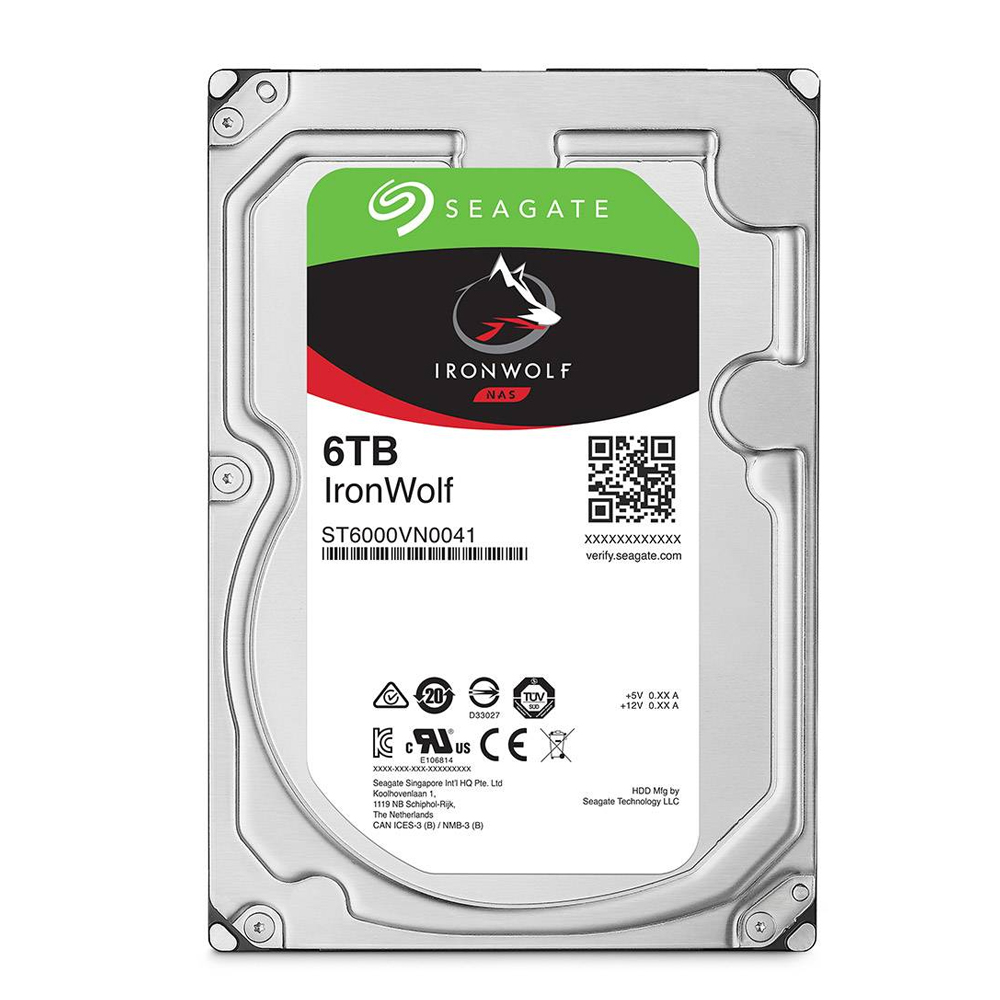 SEAGATE
IRONWOLF
NAS
6TB
IronWolf
ST6000VN0041
XXXXXXXXXXXX
verify.seagate.com
20
D33027
TÜV
SÜD
+5V 0.XX A
+12V 0.XX A
c RU® US
E106814
CE
XXXX-XXX-XXX-XXXXXXXXX
Seagate Singapore Int'l HQ Pte. Ltd
Koolhovenlaan 1,
1119 NB Schiphol-Rijk,
The Netherlands
CAN ICES-3 (B) / NMB-3 (B)
HDD Mfg by
Seagate Technology LLC